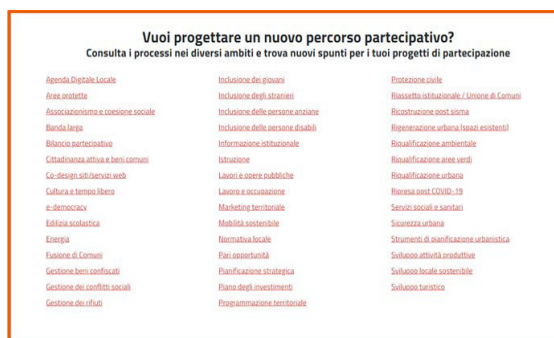 Vuoi progettare un nuovo percorso partecipativo?
Consulta i processi nei diversi ambiti e trova nuovi spunti per i tuoi progetti di partecipazione
Agenda Digitale Locale
Aree protette
Associazionismo e coesione sociale
Banda larga
Bilancio partecipativo
Cittadinanza attiva e beni comuni
Co-design siti/servizi web
Cultura e tempo libero
e-democracy
Edilizia scolastica
Energia
Fusione di Comuni
Gestione beni confiscati
Gestione dei conflitti sociali
Gestione dei rifiuti
Inclusione dei giovani
Inclusione degli stranieri
Inclusione delle persone anziane
Inclusione delle persone disabili
Informazione istituzionale
Istruzione
Lavori e opere pubbliche
Lavoro e occupazione
Marketing territoriale
Mobilità sostenibile
Normativa locale
Pari opportunità
Pianificazione strategica
Piano degli investimenti
Programmazione territoriale
Protezione civile
Riassetto istituzionale / Unione di Comuni
Ricostruzione post sisma
Rigenerazione urbana (spazi esistenti)
Riqualificazione ambientale
Riqualificazione aree verdi
Riqualificazione urbana
Ripresa post COVID-19
Servizi sociali e sanitari
Sicurezza urbana
Strumenti di pianificazione urbanistica
Sviluppo attività produttive
Sviluppo locale sostenibile
Sviluppo turistico